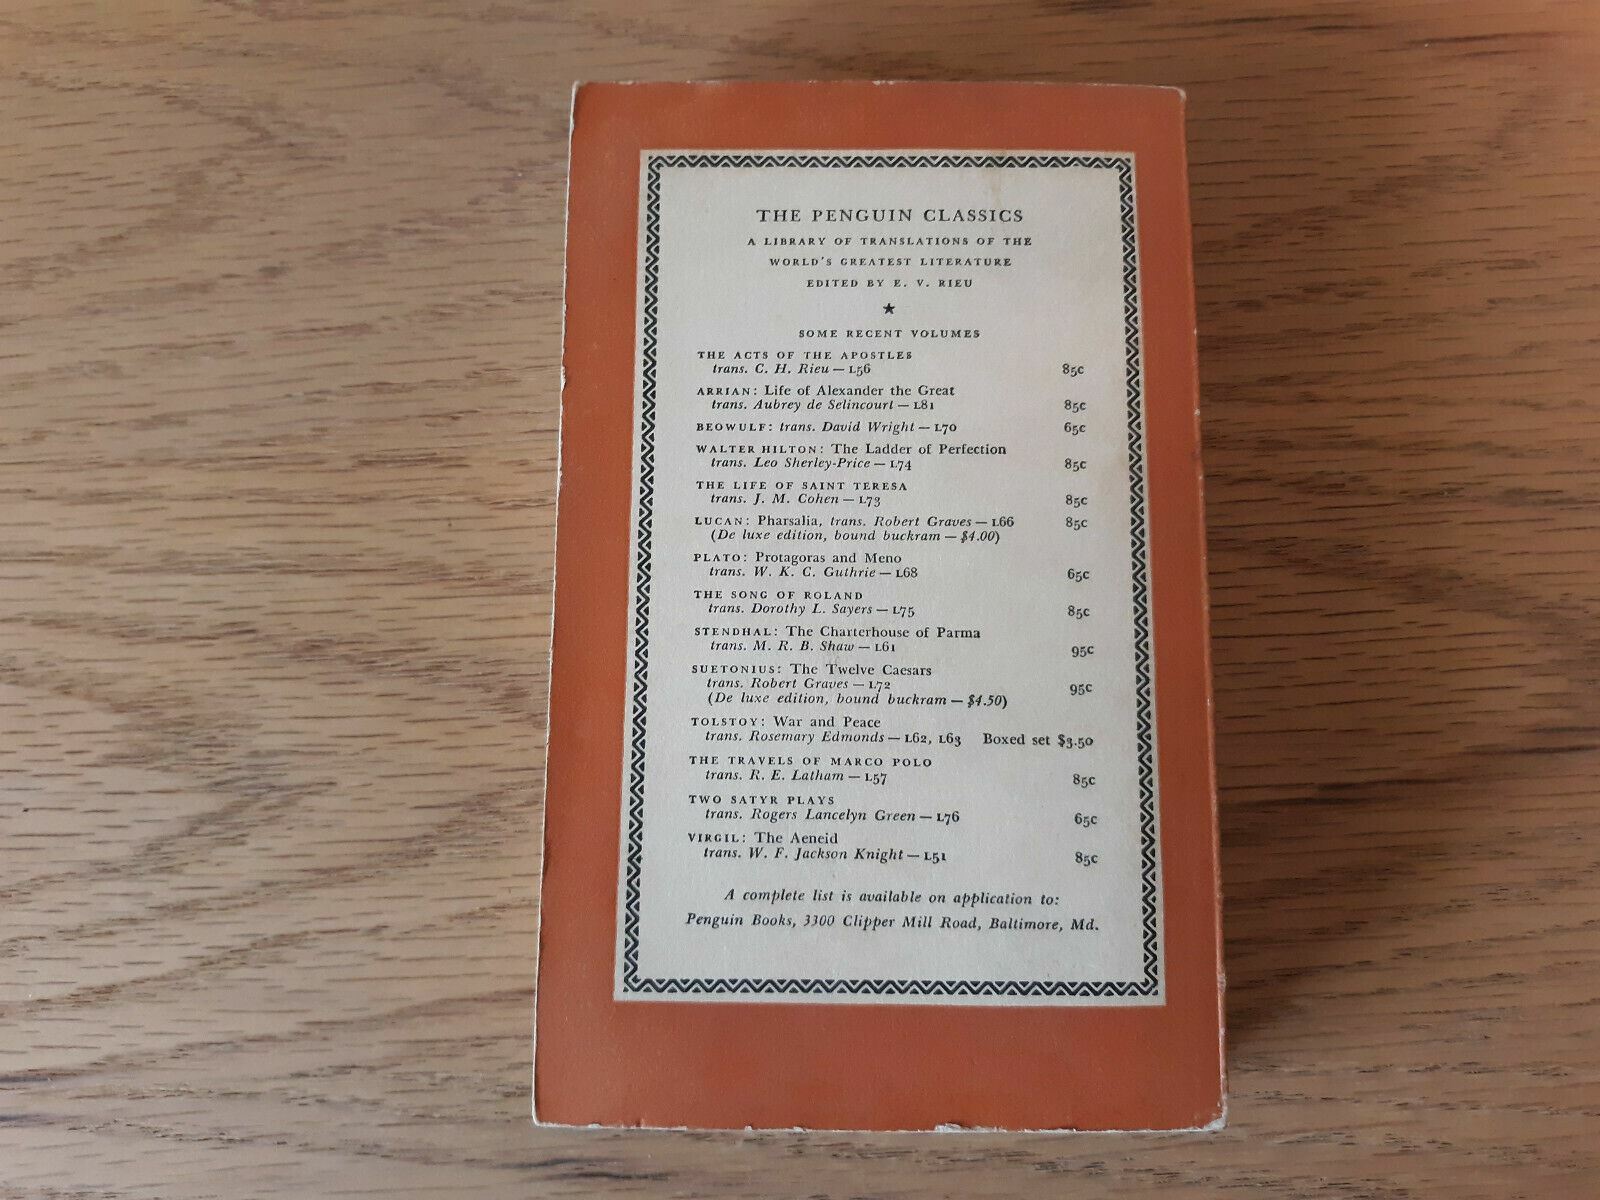 THE PENGUIN CLASSICS
A LIBRARY OF TRANSLATIONS OF THE
WORLD'S GREATEST LITERATURE
EDITED BY E. V. RIEU
★
SOME RECENT VOLUMES
THE ACTS OF THE APOSTLES
trans. C. H. Rieu — L56 85c
ARRIAN: Life of Alexander the Great
trans. Aubrey de Selincourt — L81 85c
BEOWULF: trans. David Wright — L70 65c
WALTER HILTON: The Ladder of Perfection
trans. Leo Sherley-Price — L74 85c
THE LIFE OF SAINT TERESA
trans. J. M. Cohen — L73 85c
LUCAN: Pharsalia, trans. Robert Graves — L66 85c
(De luxe edition, bound buckram — $4.00)
PLATO: Protagoras and Meno
trans. W. K. C. Guthrie — L68 65c
THE SONG OF ROLAND
trans. Dorothy L. Sayers — L75 85c
STENDHAL: The Charterhouse of Parma
trans. M. R. B. Shaw — L61 95c
SUETONIUS: The Twelve Caesars
trans. Robert Graves — L72 95c
(De luxe edition, bound buckram — $4.50)
TOLSTOY: War and Peace
trans. Rosemary Edmonds — L62, L63 Boxed set $3.50
THE TRAVELS OF MARCO POLO
trans. R. E. Latham — L57 85c
TWO SATYR PLAYS
trans. Rogers Lancelyn Green — L76 65c
VIRGIL: The Aeneid
trans. W. F. Jackson Knight — L51 85c
A complete list is available on application to:
Penguin Books, 3300 Clipper Mill Road, Baltimore, Md.